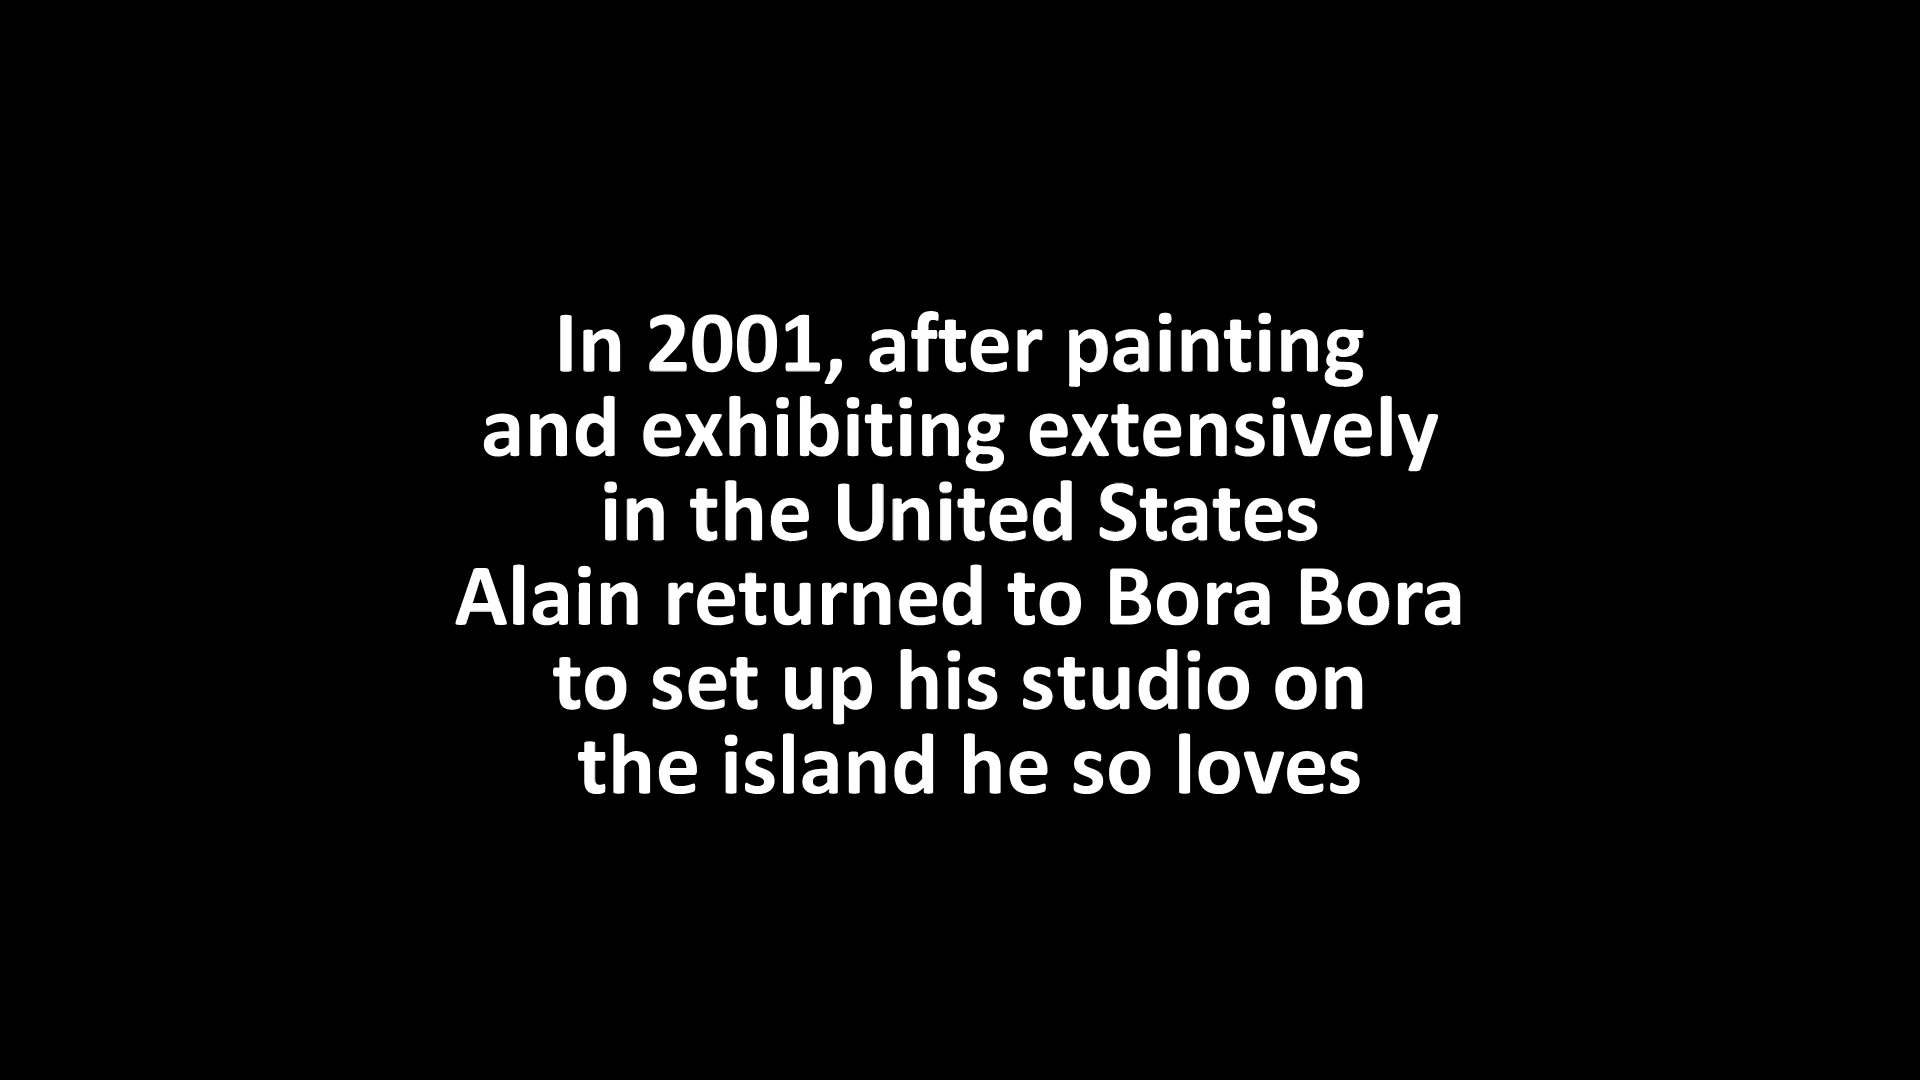 In 2001, after painting
and exhibiting extensively
in the United States
Alain returned to Bora Bora
to set up his studio on
the island he so loves